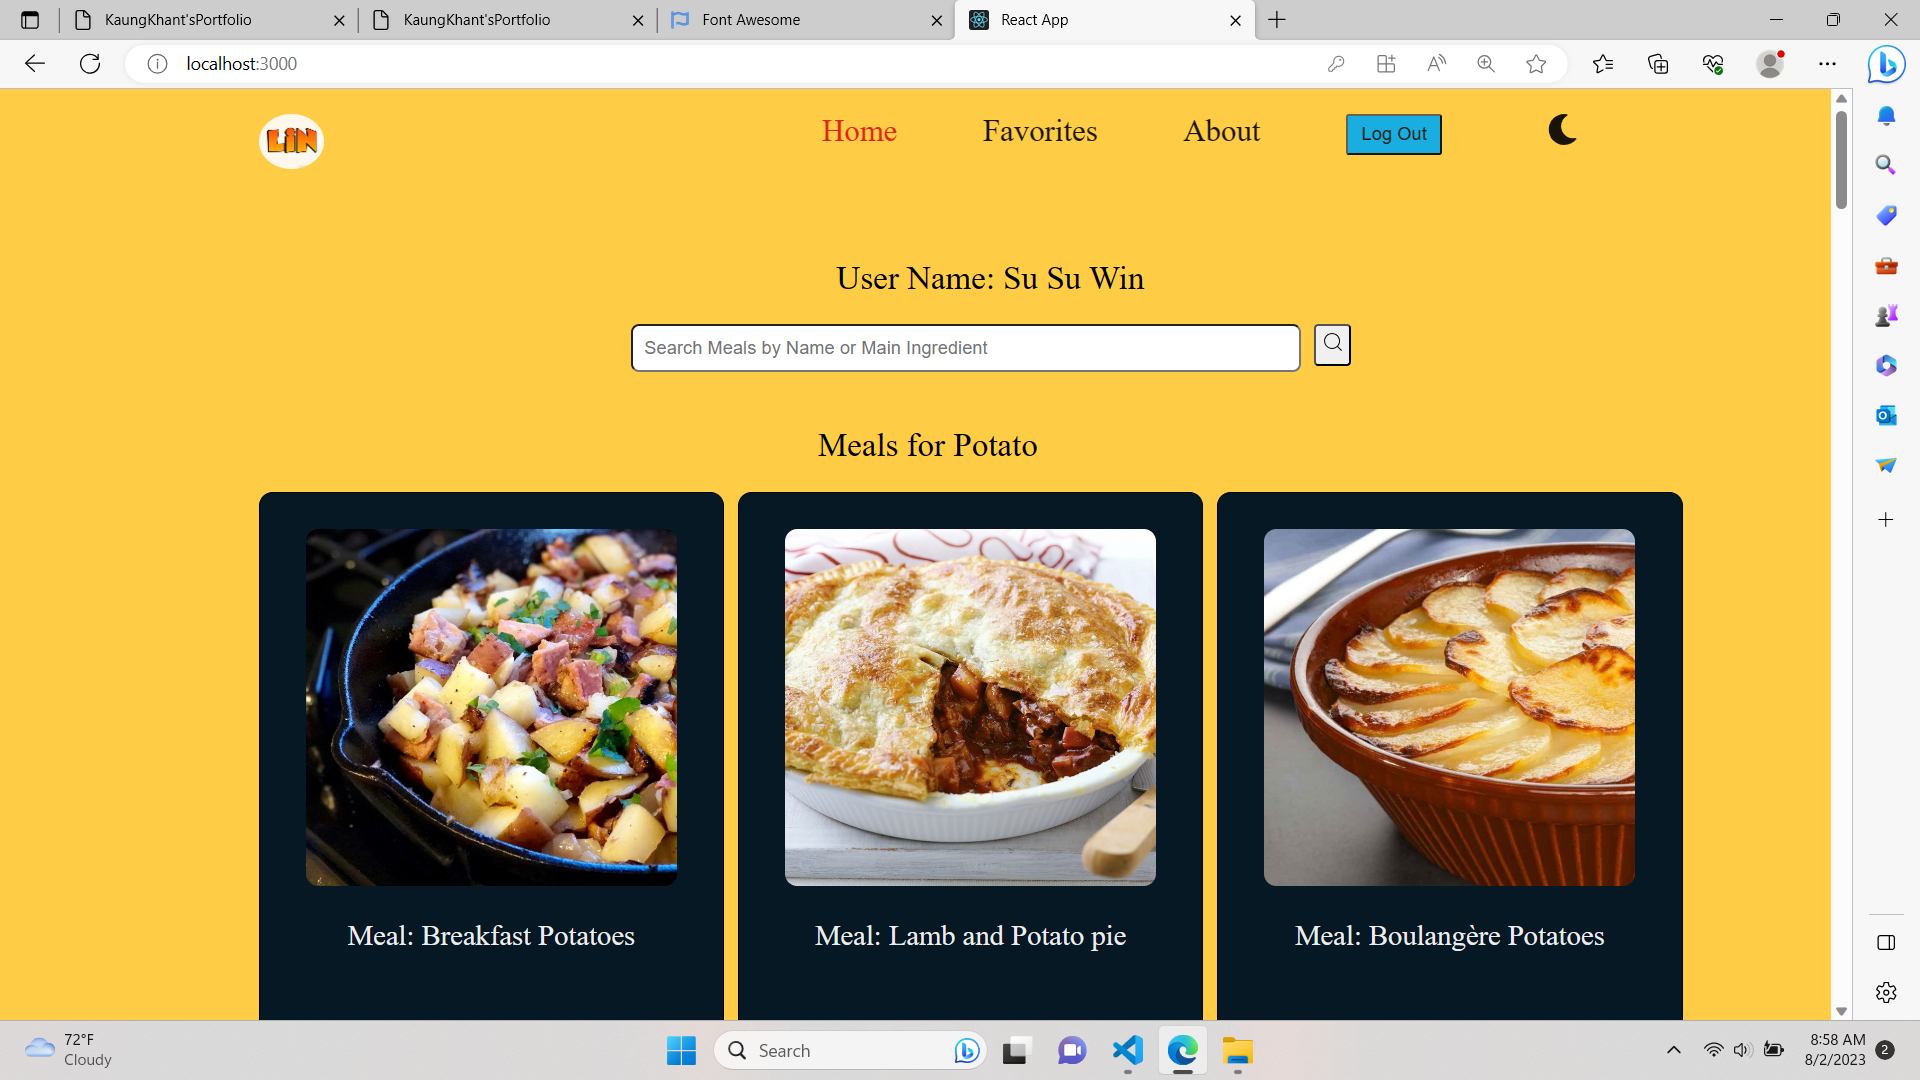 KaungKhant'sPortfolio
KaungKhant'sPortfolio
Font Awesome
React App
localhost:3000
LiN
Home
Favorites
About
Log Out
User Name: Su Su Win
Search Meals by Name or Main Ingredient
Meals for Potato
Meal: Breakfast Potatoes
Meal: Lamb and Potato pie
Meal: Boulangère Potatoes
72°F
Cloudy
Search
8:58 AM
8/2/2023
2